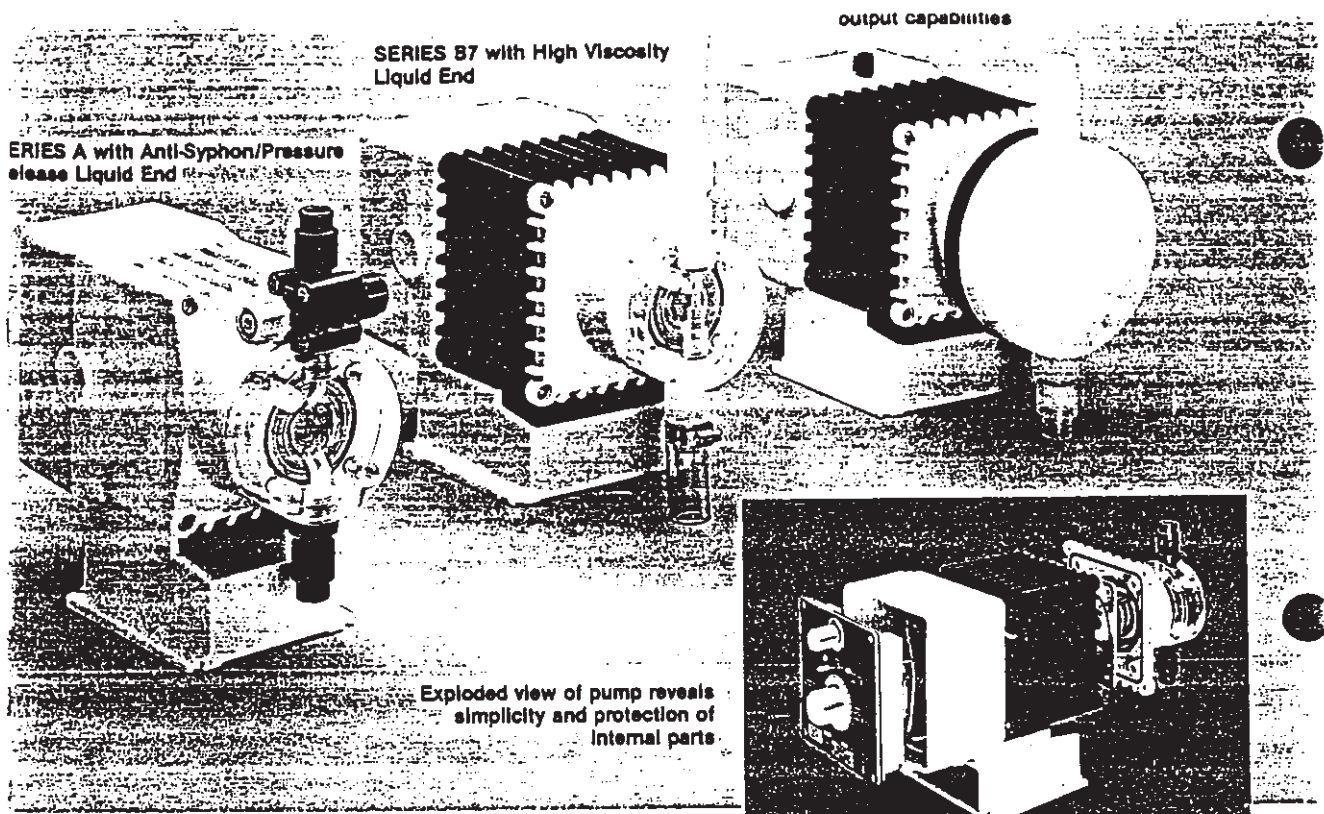 output capabilities
SERIES B7 with High Viscosity
Liquid End
ERIES A with Anti-Syphon/Pressure
elease Liquid End
Exploded view of pump reveals
simplicity and protection of
internal parts